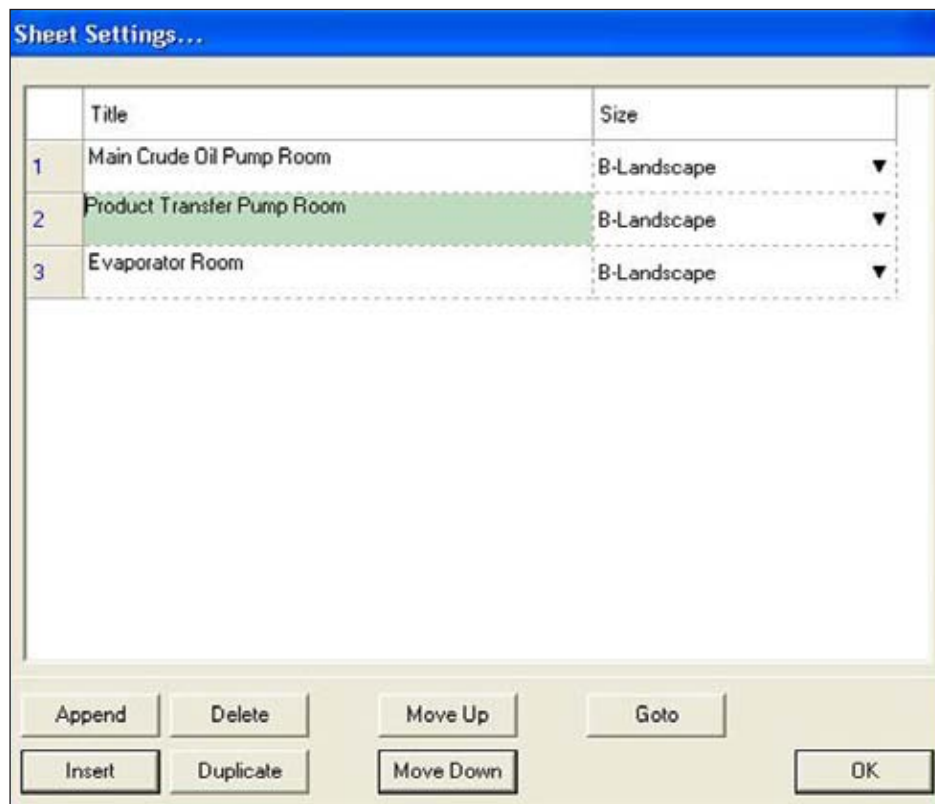 Sheet Settings...
Title Size
1 Main Crude Oil Pump Room B-Landscape
2 Product Transfer Pump Room B-Landscape
3 Evaporator Room B-Landscape
Append Delete Move Up Goto
Insert Duplicate Move Down OK